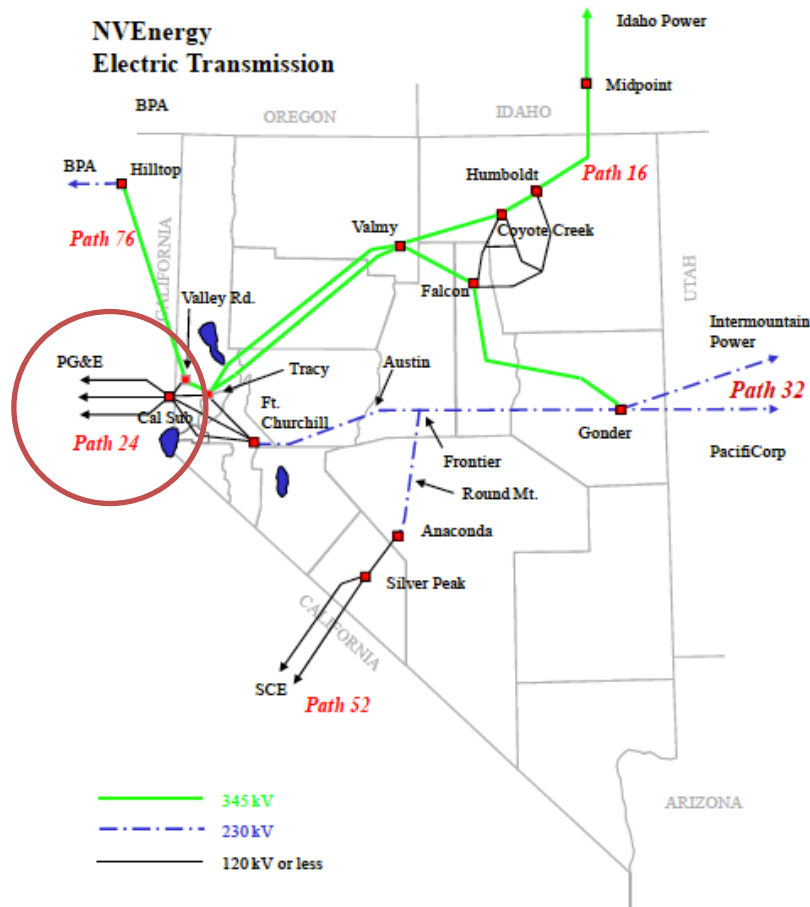 NVEnergy
Electric Transmission
Idaho Power
Midpoint
BPA
OREGON
IDAHO
BPA
Hilltop
Humboldt
Path 16
Path 76
CALIFORNIA
Valmy
Coyote Creek
UTAH
Valley Rd.
Falcon
Intermountain
Power
PG&E
Tracy
Austin
Path 32
Cal Sub
Ft.
Churchill
Path 24
Gonder
Frontier
PacifiCorp
Round Mt.
Anaconda
Silver Peak
CALIFORNIA
SCE
Path 52
345 kV
ARIZONA
230 kV
120 kV or less